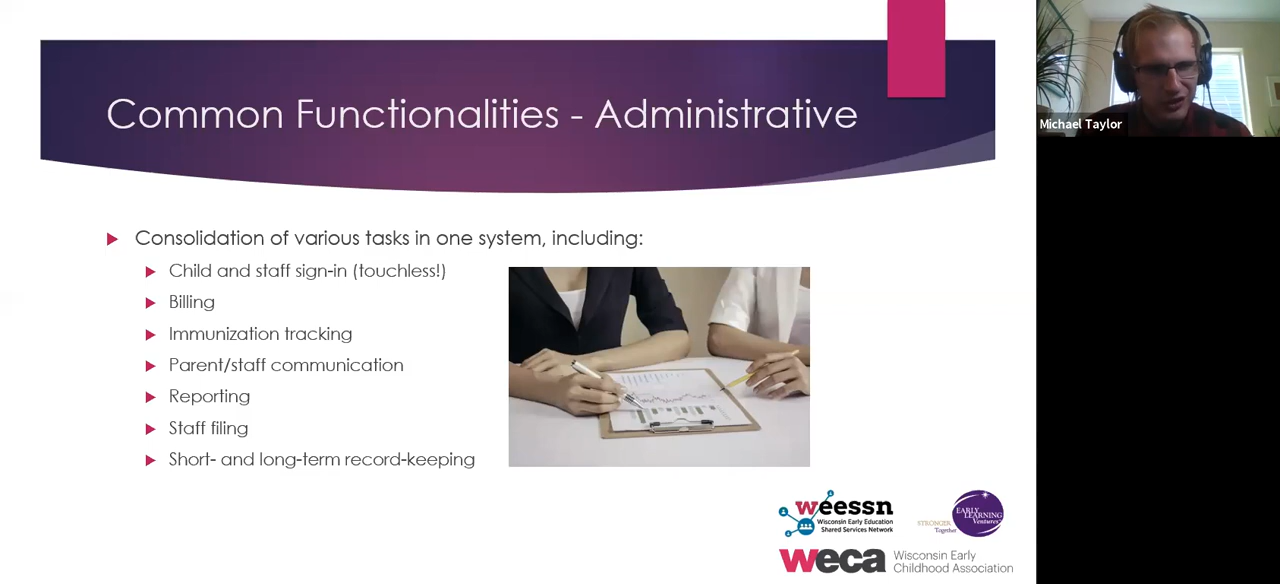 Common Functionalities - Administrative
Michael Taylor
Consolidation of various tasks in one system, including:
Child and staff sign-in (touchless!)
Billing
Immunization tracking
Parent/staff communication
Reporting
Staff filing
Short- and long-term record-keeping
weessn
Wisconsin Early Education
Shared Services Network
STRONGER
Together
EARLY
LEARNING
Ventures
weca
Wisconsin Early
Childhood Association